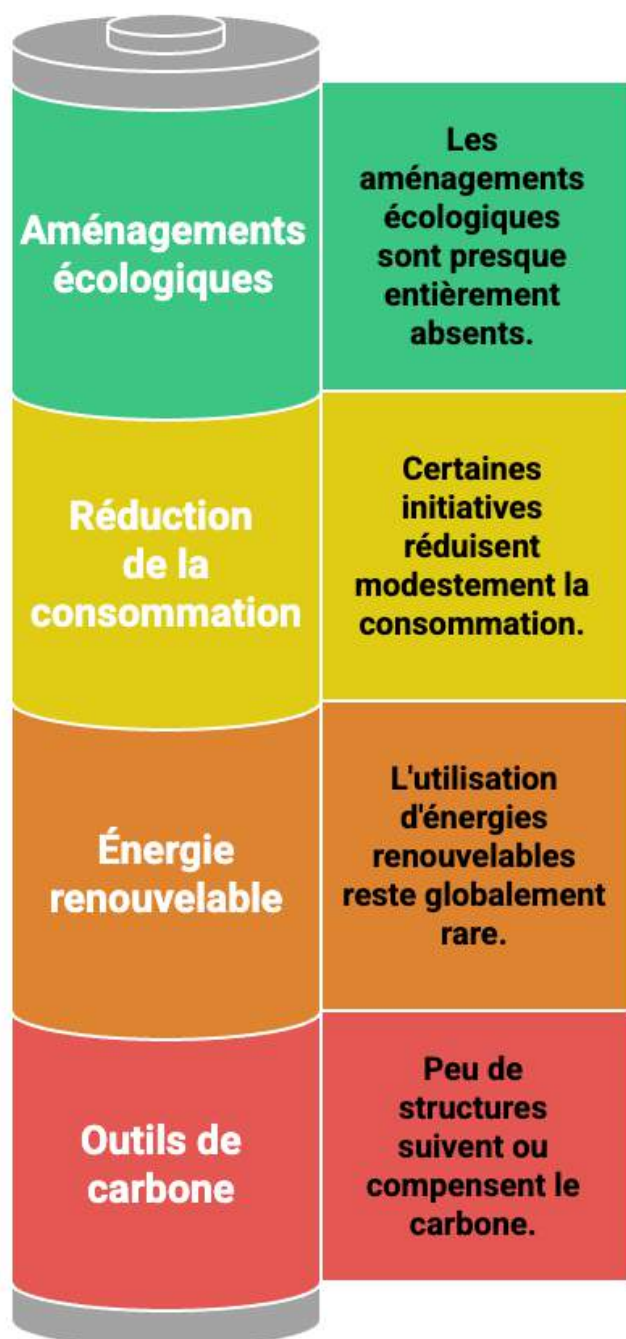 Aménagements
écologiques
Les
aménagements
écologiques
sont presque
entièrement
absents.
Réduction
de la
consommation
Certaines
initiatives
réduisent
modestement la
consommation.
Énergie
renouvelable
L'utilisation
d'énergies
renouvelables
reste globalement
rare.
Outils de
carbone
Peu de
structures
suivent ou
compensent le
carbone.